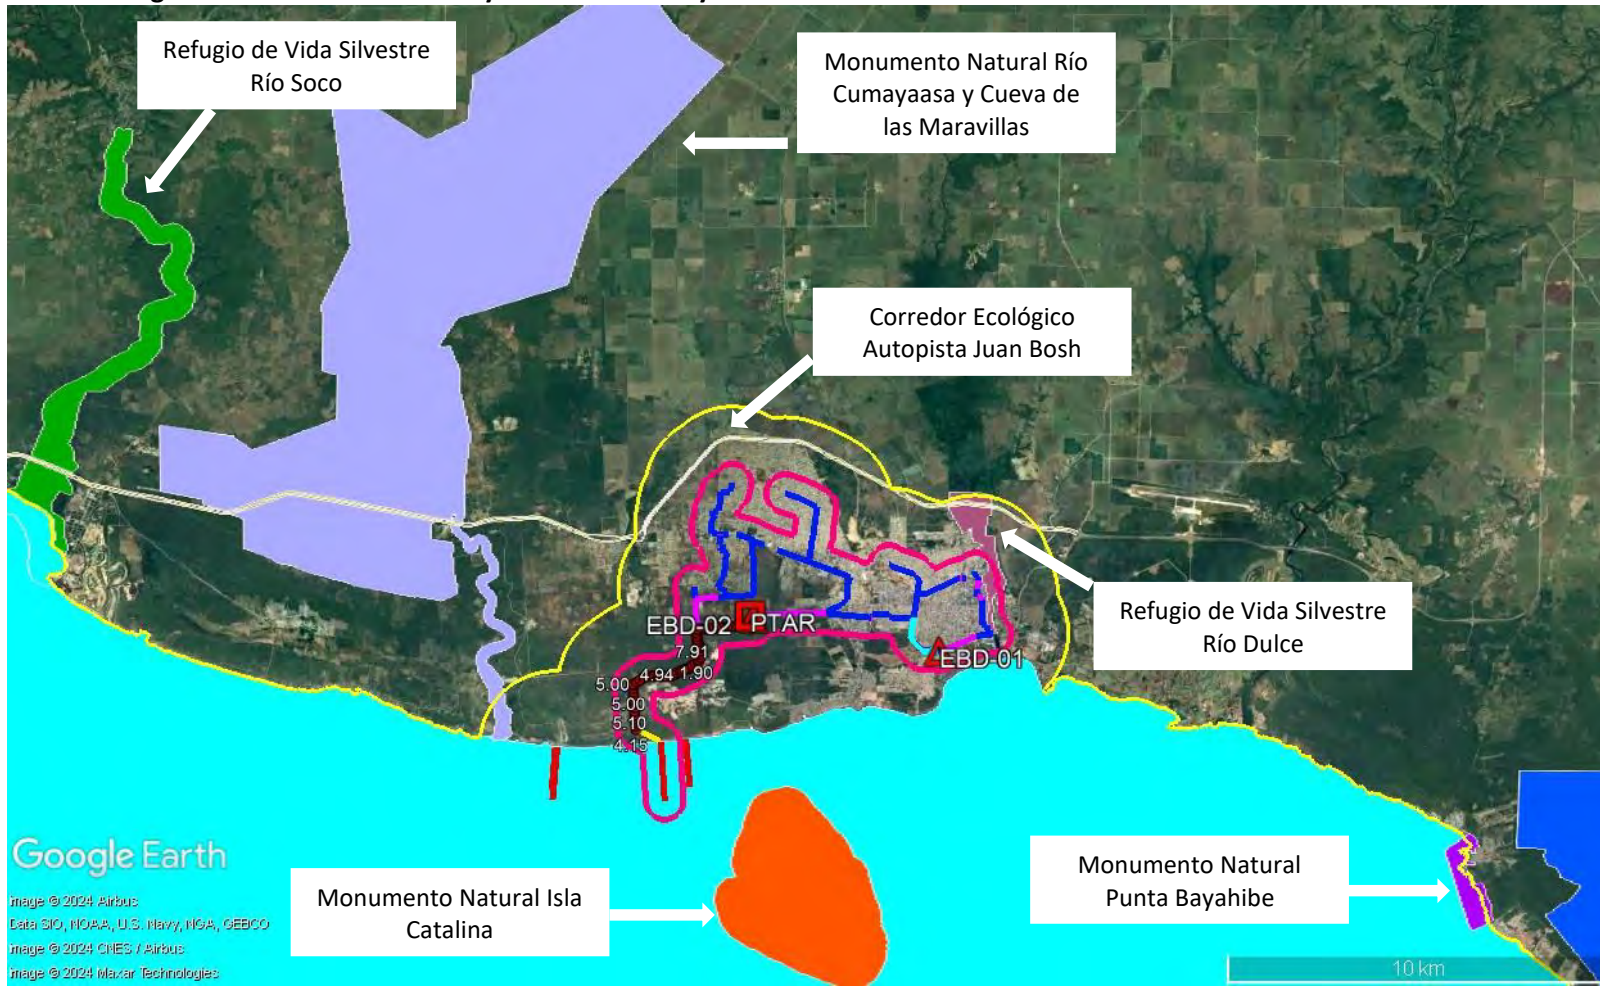 Refugio de Vida Silvestre
Río Soco
Monumento Natural Río
Cumayaasa y Cueva de
las Maravillas
Corredor Ecológico
Autopista Juan Bosh
Refugio de Vida Silvestre
Río Dulce
EBD-02
PTAR
EBD-01
7.91
4.94
1.90
5.00
5.00
5.10
4.15
Monumento Natural Isla
Catalina
Monumento Natural
Punta Bayahibe
Google Earth
Image © 2024 Airbus
Data SIO, NOAA, U.S. Navy, NGA, GEBCO
Image © 2024 CNES / Airbus
Image © 2024 Maxar Technologies
10 km